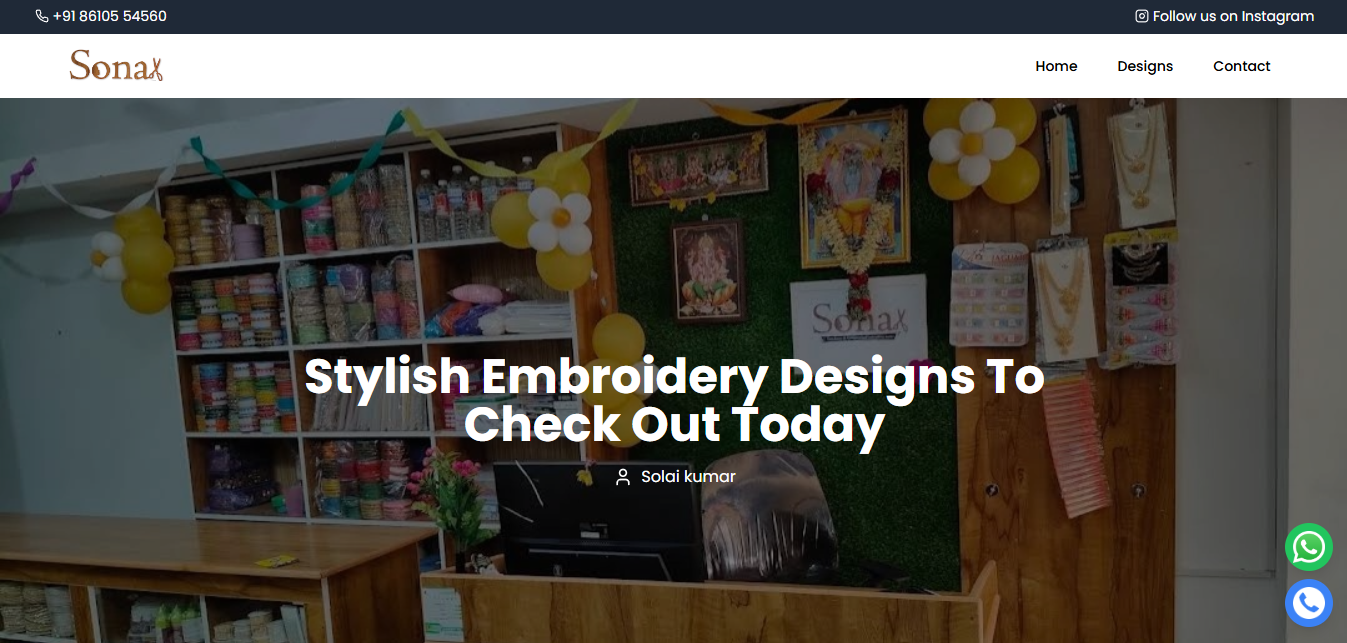 +91 86105 54560
Follow us on Instagram
Sona
Home
Designs
Contact
Sona
Stylish Embroidery Designs To
Check Out Today
Solai kumar